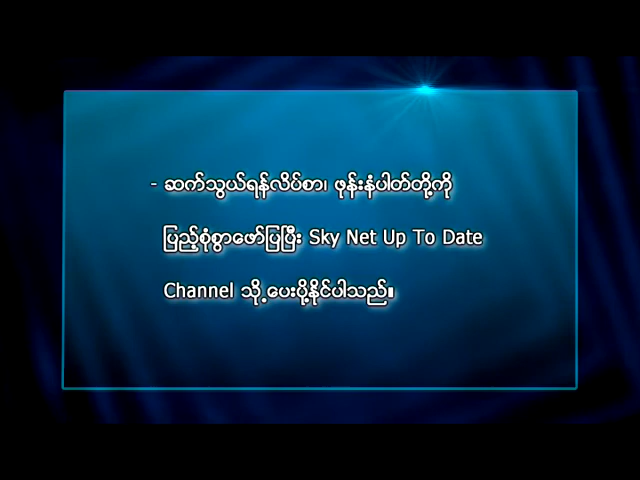 - ဆက်သွယ်ရန်လိပ်စာ၊ ဖုန်းနံပါတ်တို့ကို
ပြည့်စုံစွာဖော်ပြပြီး Sky Net Up To Date
Channel သို့ ပေးပို့နိုင်ပါသည်။